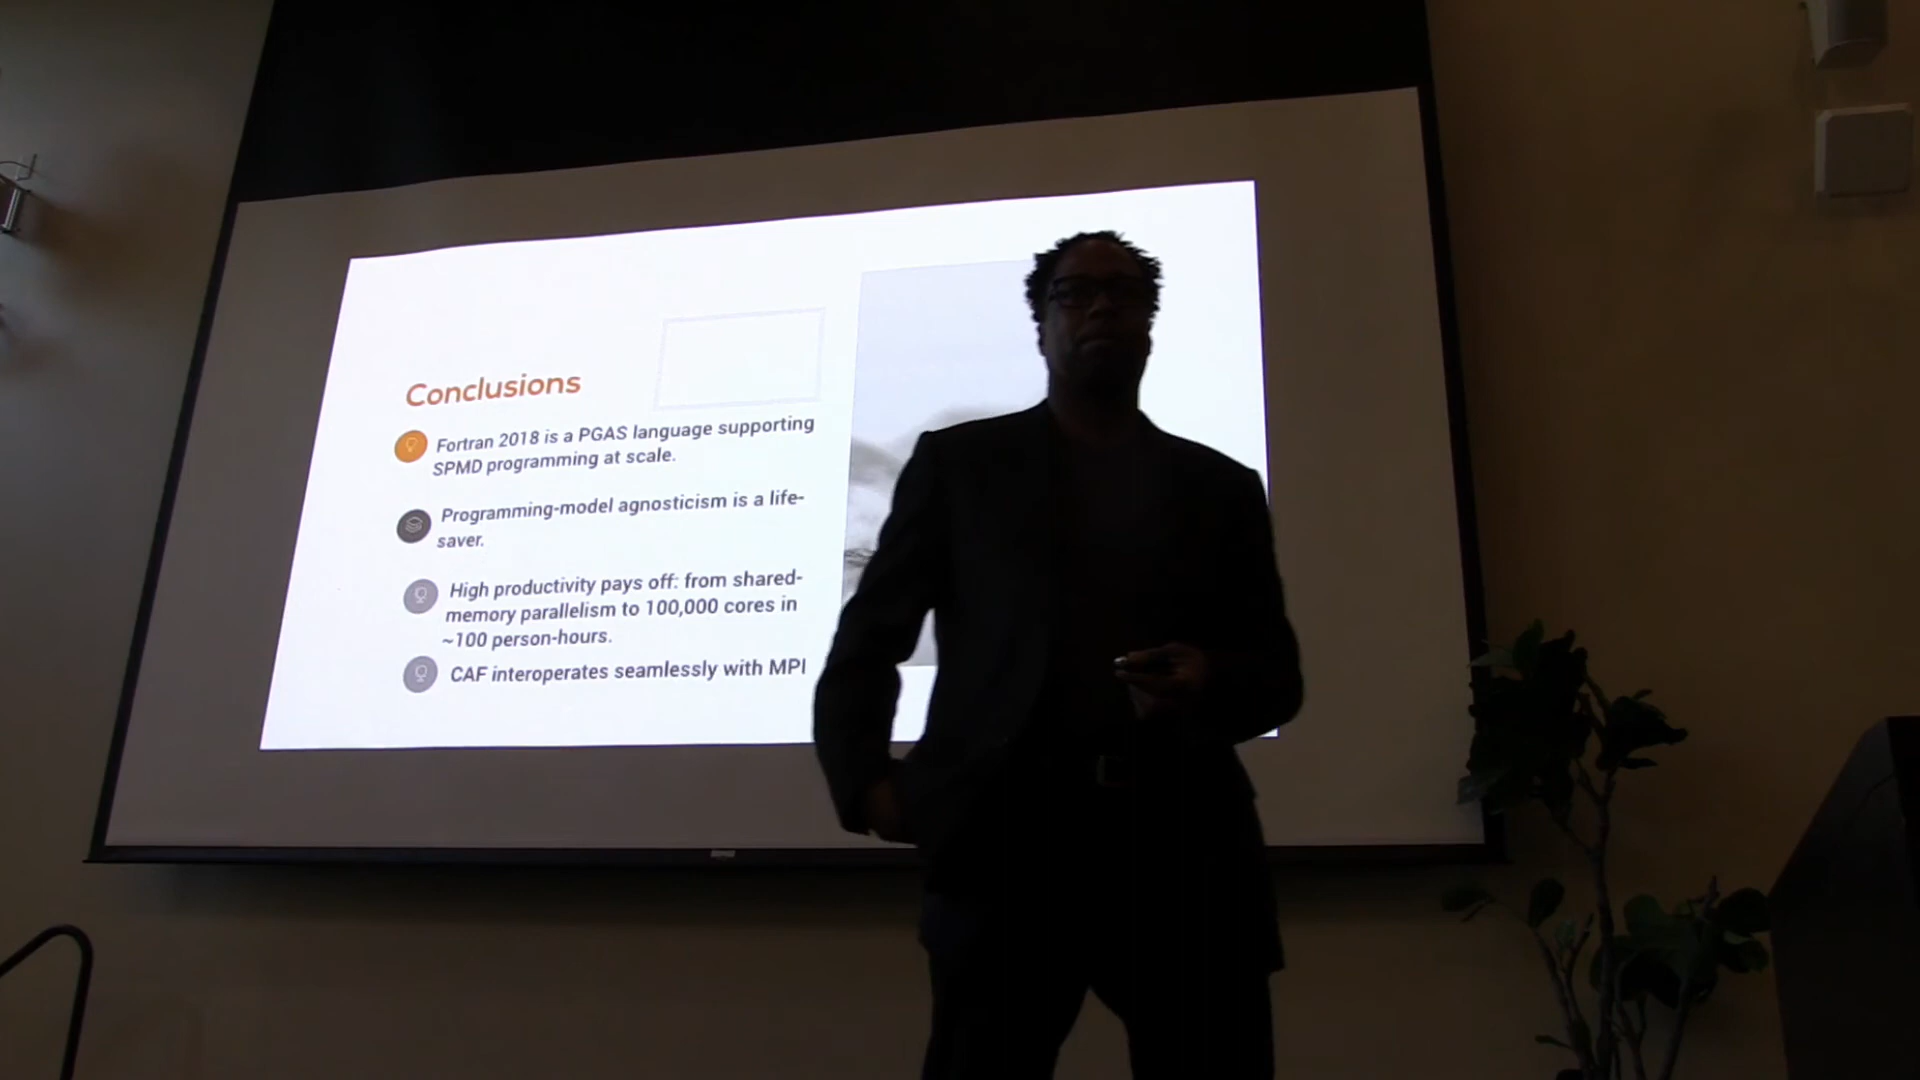 Conclusions
Fortran 2018 is a PGAS language supporting
SPMD programming at scale.
Programming-model agnosticism is a life-
saver.
High productivity pays off: from shared-
memory parallelism to 100,000 cores in
~100 person-hours.
CAF interoperates seamlessly with MPI